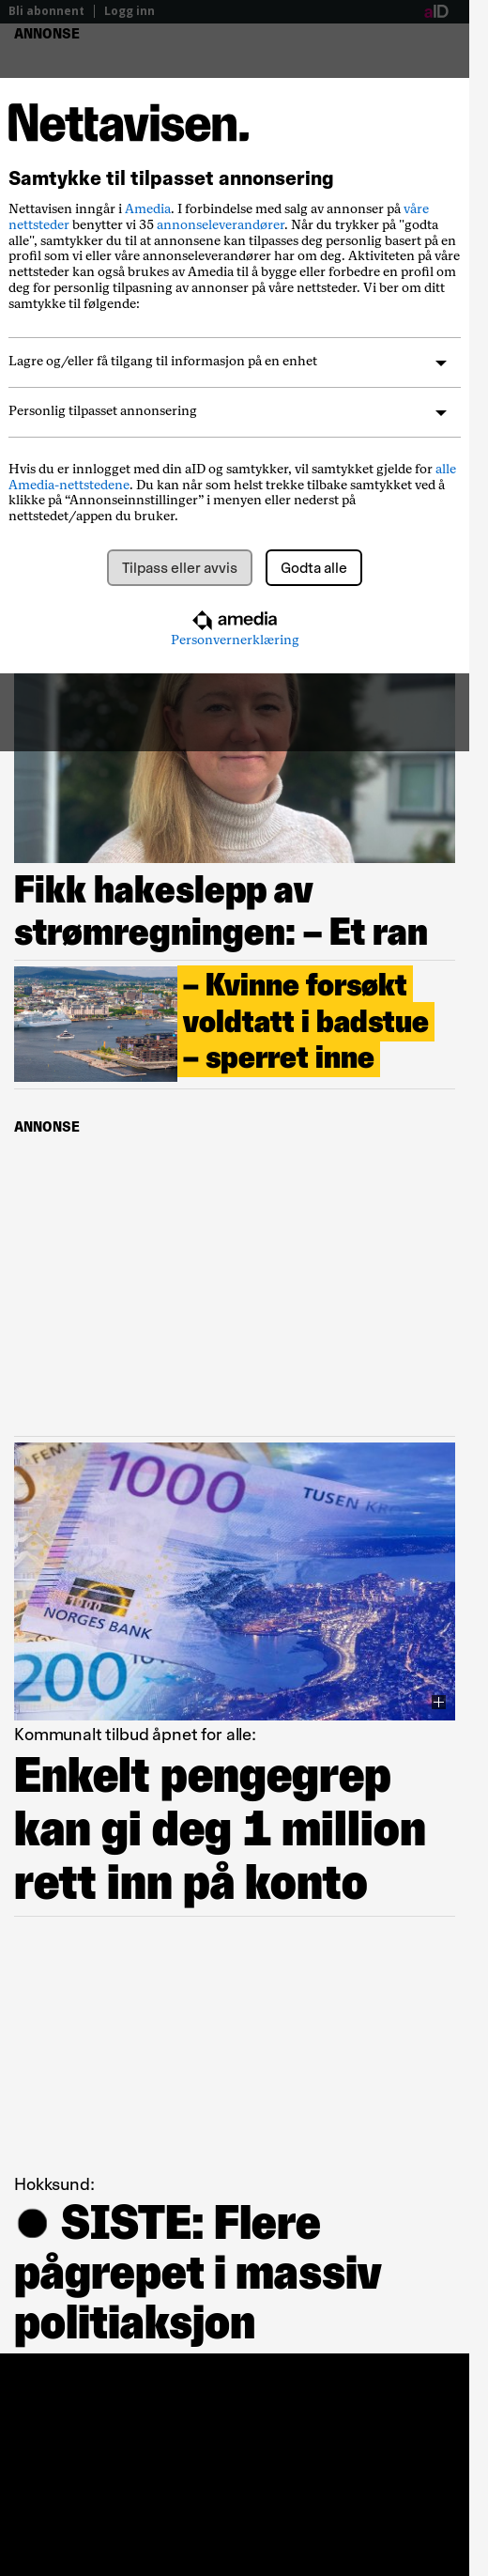 Bli abonnent | Logg inn
aID
ANNONSE
Nettavisen.
Samtykke til tilpasset annonsering
Nettavisen inngår i Amedia. I forbindelse med salg av annonser på våre
nettsteder benytter vi 35 annonseleverandører. Når du trykker på "godta
alle", samtykker du til at annonsene kan tilpasses deg personlig basert på en
profil som vi eller våre annonseleverandører har om deg. Aktiviteten på våre
nettsteder kan også brukes av Amedia til å bygge eller forbedre en profil om
deg for personlig tilpasning av annonser på våre nettsteder. Vi ber om ditt
samtykke til følgende:
Lagre og/eller få tilgang til informasjon på en enhet
Personlig tilpasset annonsering
Hvis du er innlogget med din aID og samtykker, vil samtykket gjelde for alle
Amedia-nettstedene. Du kan når som helst trekke tilbake samtykket ved å
klikke på “Annonseinnstillinger” i menyen eller nederst på
nettstedet/appen du bruker.
Tilpass eller avvis
Godta alle
amedia
Personvernerklæring
Fikk hakeslepp av
strømregningen: – Et ran
– Kvinne forsøkt
voldtatt i badstue
– sperret inne
ANNONSE
1000
TUSEN KR
NORGES BANK
200
Kommunalt tilbud åpnet for alle:
Enkelt pengegrep
kan gi deg 1 million
rett inn på konto
Hokksund:
● SISTE: Flere
pågrepet i massiv
politiaksjon